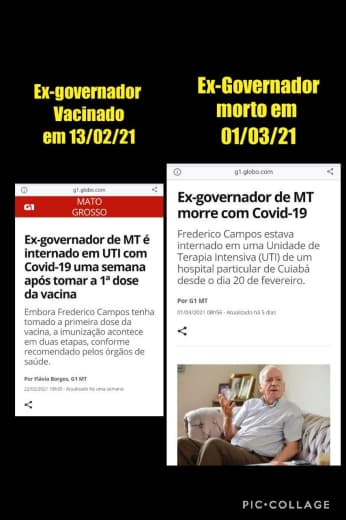 Ex-governador
Vacinado
em 13/02/21
Ex-Governador
morto em
01/03/21
g1.globo.com
G1
MATO
GROSSO
Ex-governador de MT é
internado em UTI com
Covid-19 uma semana
após tomar a 1ª dose
da vacina
Embora Frederico Campos tenha
tomado a primeira dose da
vacina, a imunização acontece
em duas etapas, conforme
recomendado pelos órgãos de
saúde.
Por Flávia Borges, G1 MT
22/02/2021 18h35 · Atualizado há uma semana
g1.globo.com
Ex-governador de MT
morre com Covid-19
Frederico Campos estava
internado em uma Unidade de
Terapia Intensiva (UTI) de um
hospital particular de Cuiabá
desde o dia 20 de fevereiro.
Por G1 MT
01/03/2021 08h56 · Atualizado há 5 dias
PIC•COLLAGE